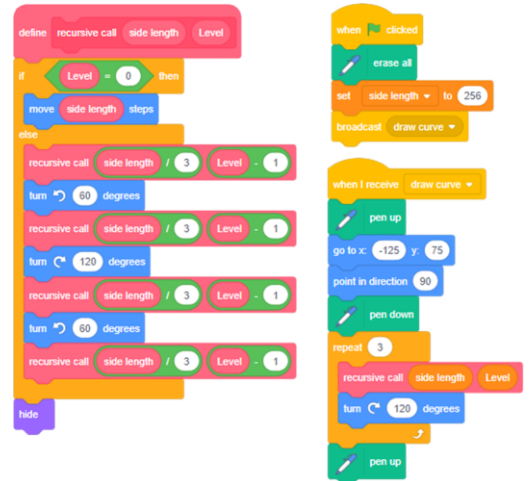 define recursive call side length Level
if Level = 0 then
move side length steps
else
recursive call side length / 3 Level - 1
turn 60 degrees
recursive call side length / 3 Level - 1
turn 120 degrees
recursive call side length / 3 Level - 1
turn 60 degrees
recursive call side length / 3 Level - 1
hide
when clicked
erase all
set side length to 256
broadcast draw curve
when I receive draw curve
pen up
go to x: -125 y: 75
point in direction 90
pen down
repeat 3
recursive call side length Level
turn 120 degrees
pen up